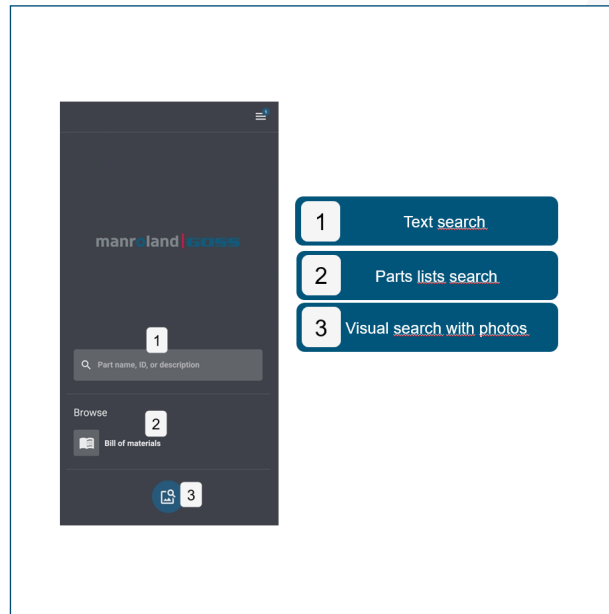 manroland goss
1
Part name, ID, or description
Browse
2
Bill of materials
3
1 Text search
2 Parts lists search
3 Visual search with photos